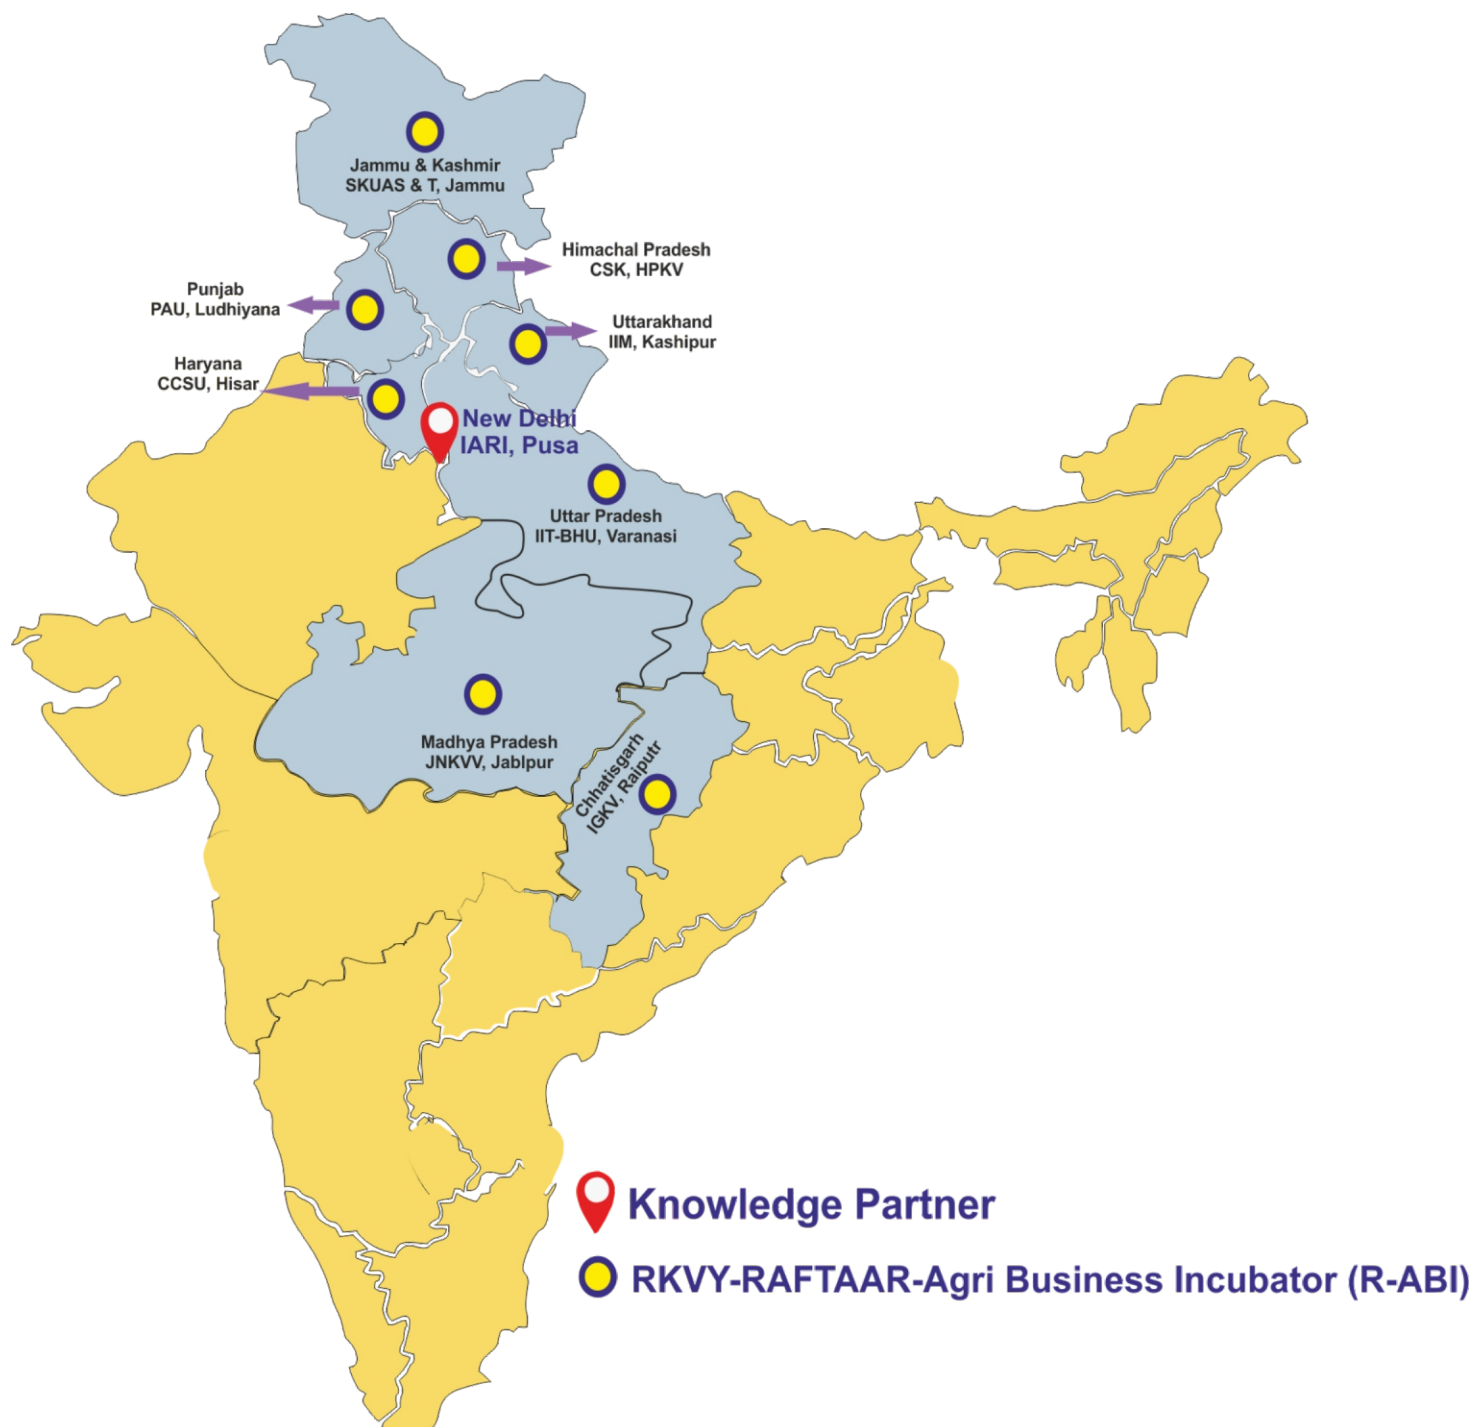 Jammu & Kashmir
SKUAS & T, Jammu
Himachal Pradesh
CSK, HPKV
Punjab
PAU, Ludhiyana
Uttarakhand
IIM, Kashipur
Haryana
CCSU, Hisar
New Delhi
IARI, Pusa
Uttar Pradesh
IIT-BHU, Varanasi
Madhya Pradesh
JNKVV, Jablpur
Chhatisgarh
IGKV, Raiputr
Knowledge Partner
RKVY-RAFTAAR-Agri Business Incubator (R-ABI)